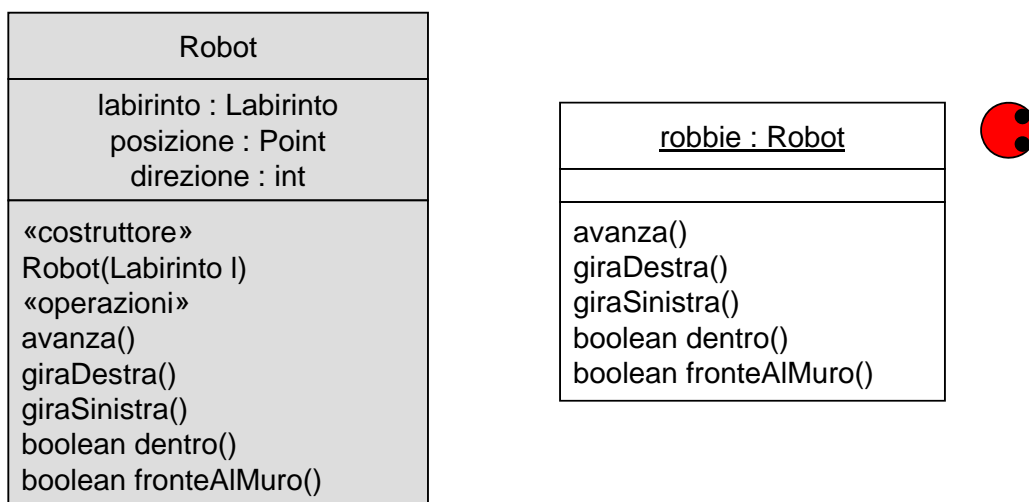 Robot
labirinto : Labirinto
posizione : Point
direzione : int
«costruttore»
Robot(Labirinto l)
«operazioni»
avanza()
giraDestra()
giraSinistra()
boolean dentro()
boolean fronteAlMuro()
robbie : Robot
avanza()
giraDestra()
giraSinistra()
boolean dentro()
boolean fronteAlMuro()